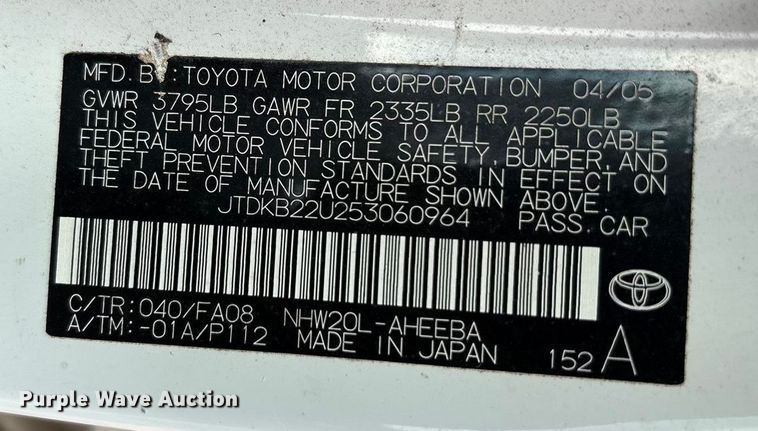 MFD. BY: TOYOTA MOTOR CORPORATION 04/05
GVWR 3795LB GAWR FR 2335LB RR 2250LB
THIS VEHICLE CONFORMS TO ALL APPLICABLE
FEDERAL MOTOR VEHICLE SAFETY, BUMPER, AND
THEFT PREVENTION STANDARDS IN EFFECT ON
THE DATE OF MANUFACTURE SHOWN ABOVE.
JTDKB22U253060964 PASS. CAR
C/TR: 040/FA08 NHW20L-AHEEBA
A/TM: -01A/P112 MADE IN JAPAN 152 A
TOYOTA
Purple Wave Auction